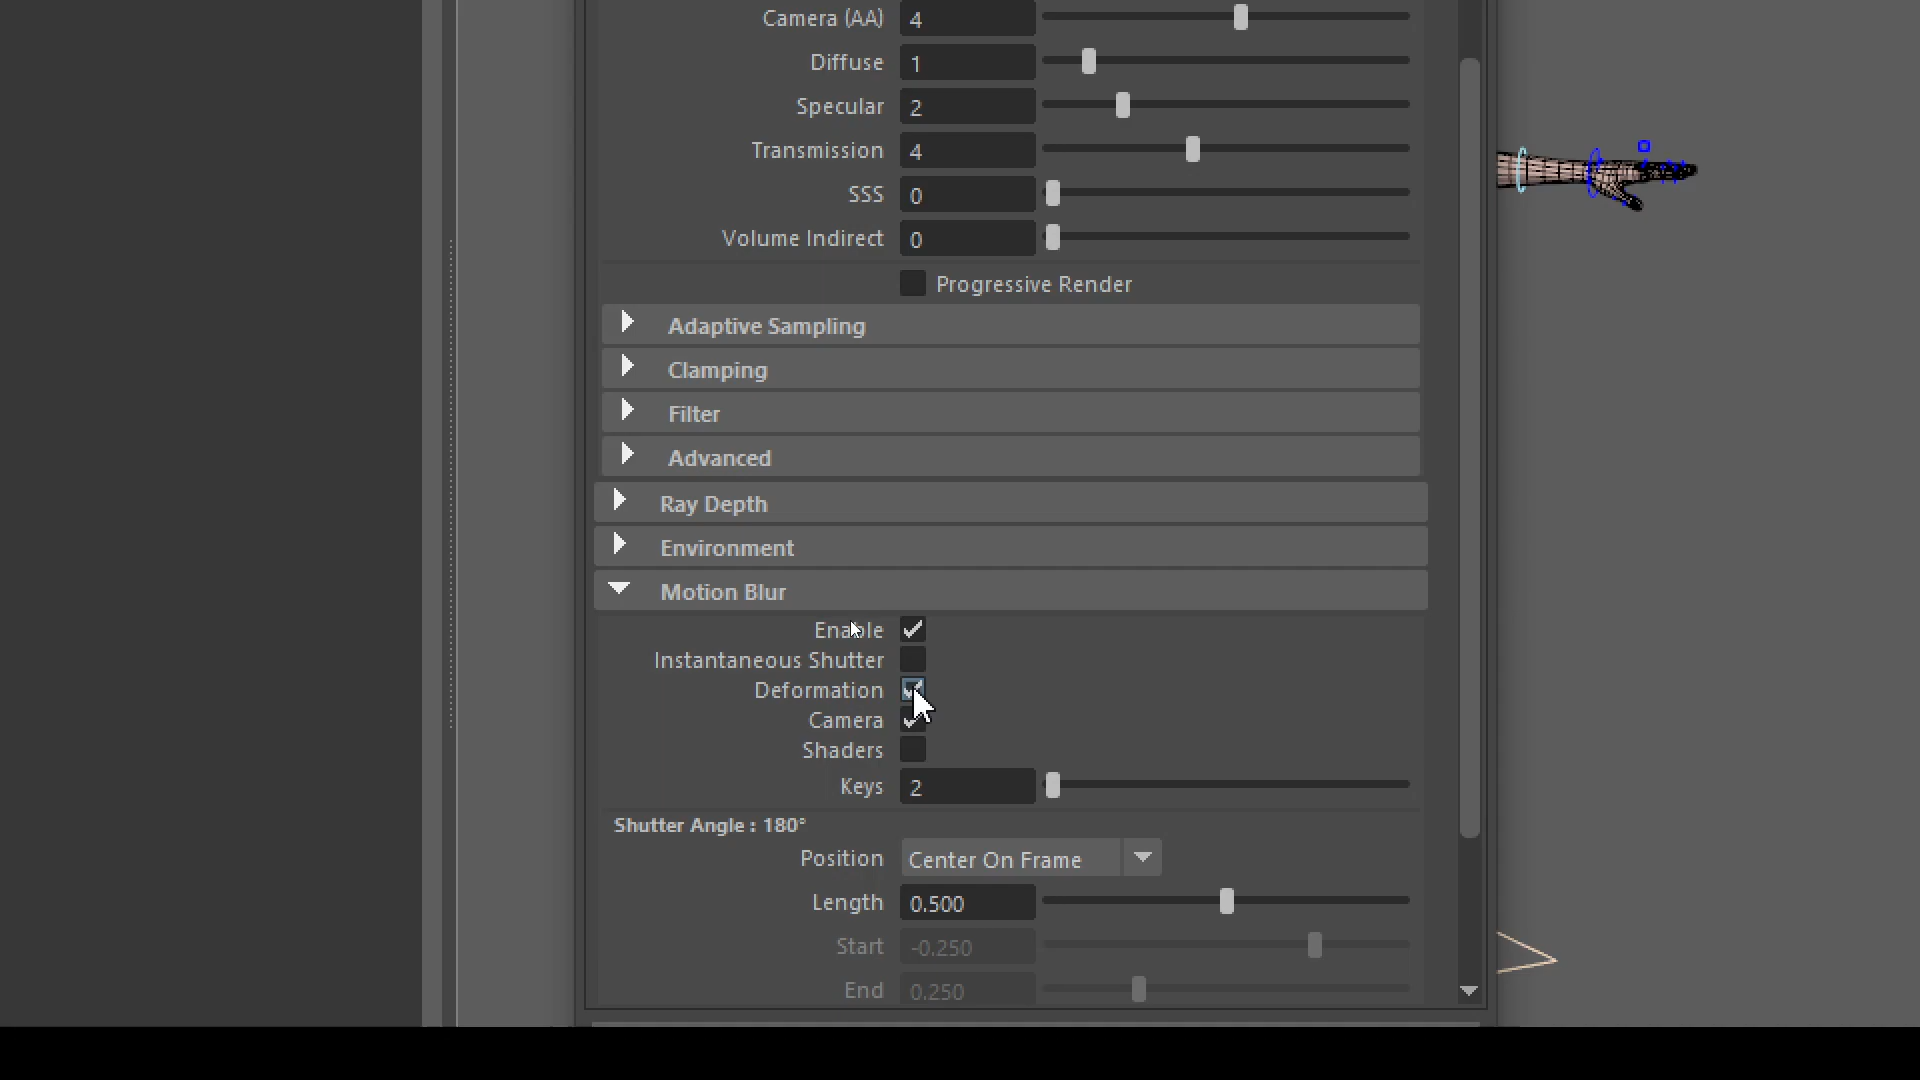 Camera (AA) 4
Diffuse 1
Specular 2
Transmission 4
SSS 0
Volume Indirect 0
Progressive Render
Adaptive Sampling
Clamping
Filter
Advanced
Ray Depth
Environment
Motion Blur
Enable
Instantaneous Shutter
Deformation
Camera
Shaders
Keys 2
Shutter Angle : 180°
Position Center On Frame
Length 0.500
Start -0.250
End 0.250